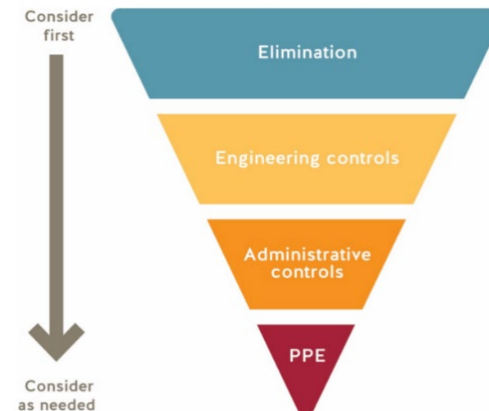 Consider
first
Elimination
Engineering controls
Administrative
controls
PPE
Consider
as needed